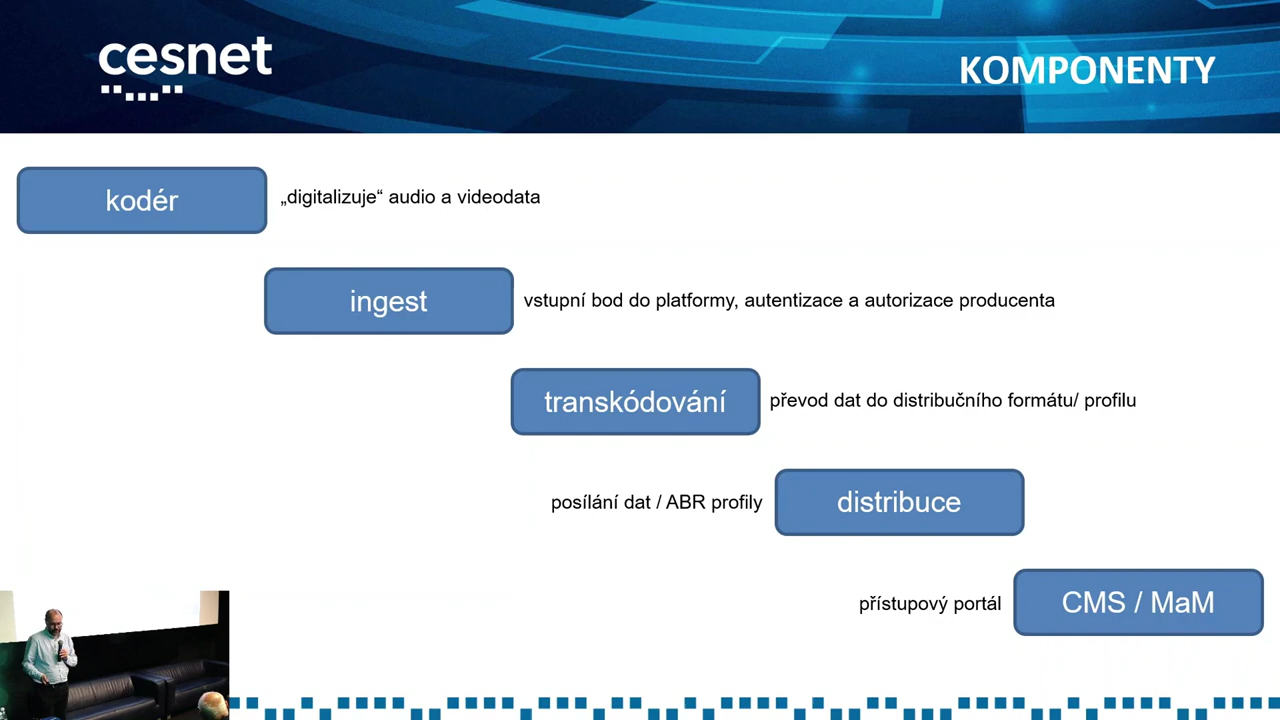 cesnet
KOMPONENTY
kodér
„digitalizuje“ audio a videodata
ingest
vstupní bod do platformy, autentizace a autorizace producenta
transkódování
převod dat do distribučního formátu/ profilu
posílání dat / ABR profily
distribuce
přístupový portál
CMS / MaM